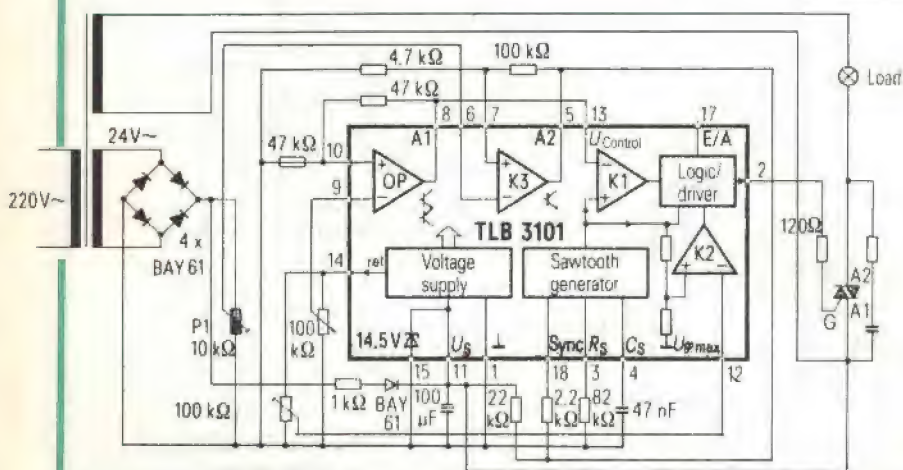 4.7 kΩ
100 kΩ
Load
47 kΩ
8 6 7 5 13 17
A1 A2 U Control E/A
24V~
47 kΩ
10
OP
K3
K1
Logic/
driver
2
9
220V~
4 x
BAY 61
TLB 3101
K2
120Ω
14
ref
Voltage
supply
Sawtooth
generator
A2
A1
G
P1
10 kΩ
100
kΩ
14.5 V
Us
⊥
Sync Rs Cs
Uφmax
15 11 1 18 3 4 12
100 kΩ
1 kΩ
BAY
61
100
μF
22
kΩ
2.2
kΩ
82
kΩ
47 nF